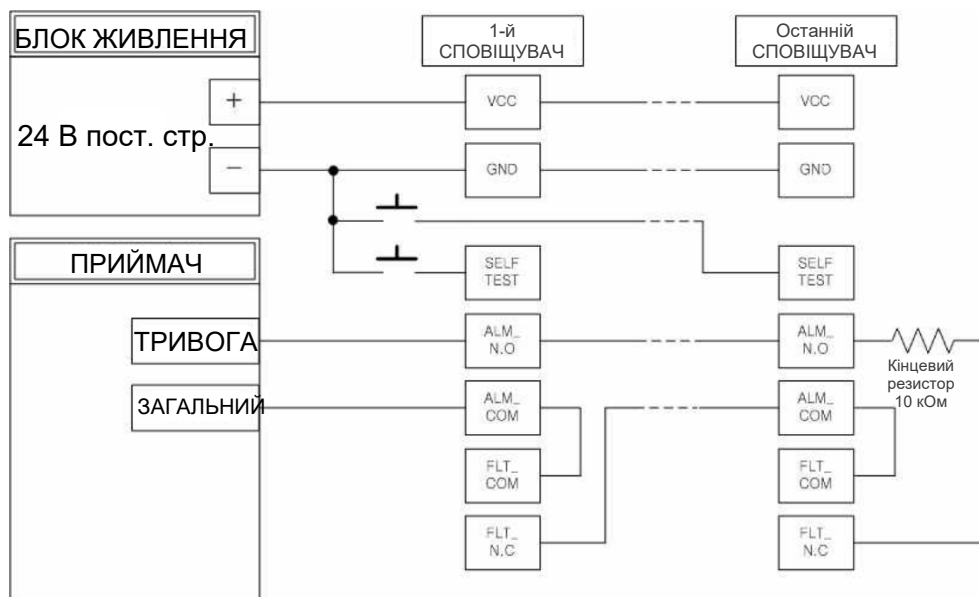 БЛОК ЖИВЛЕННЯ
24 В пост. стр.
+
−
1-й
СПОВІЩУВАЧ
Останній
СПОВІЩУВАЧ
VCC
VCC
GND
GND
ПРИЙМАЧ
SELF
TEST
SELF
TEST
ТРИВОГА
ALM_
N.O
ALM_
N.O
Кінцевий
резистор
10 кОм
ЗАГАЛЬНИЙ
ALM_
COM
ALM_
COM
FLT_
COM
FLT_
COM
FLT_
N.C
FLT_
N.C